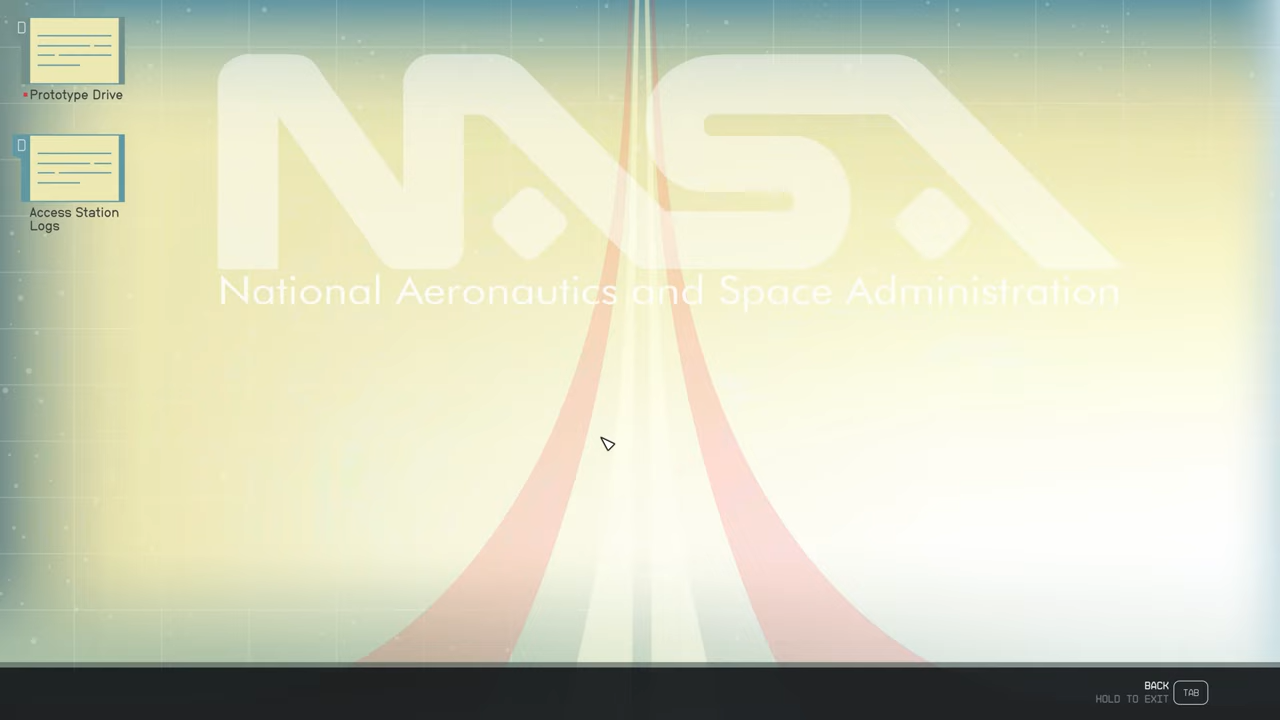 Prototype Drive
Access Station
Logs
NASA
National Aeronautics and Space Administration
BACK
HOLD TO EXIT
TAB